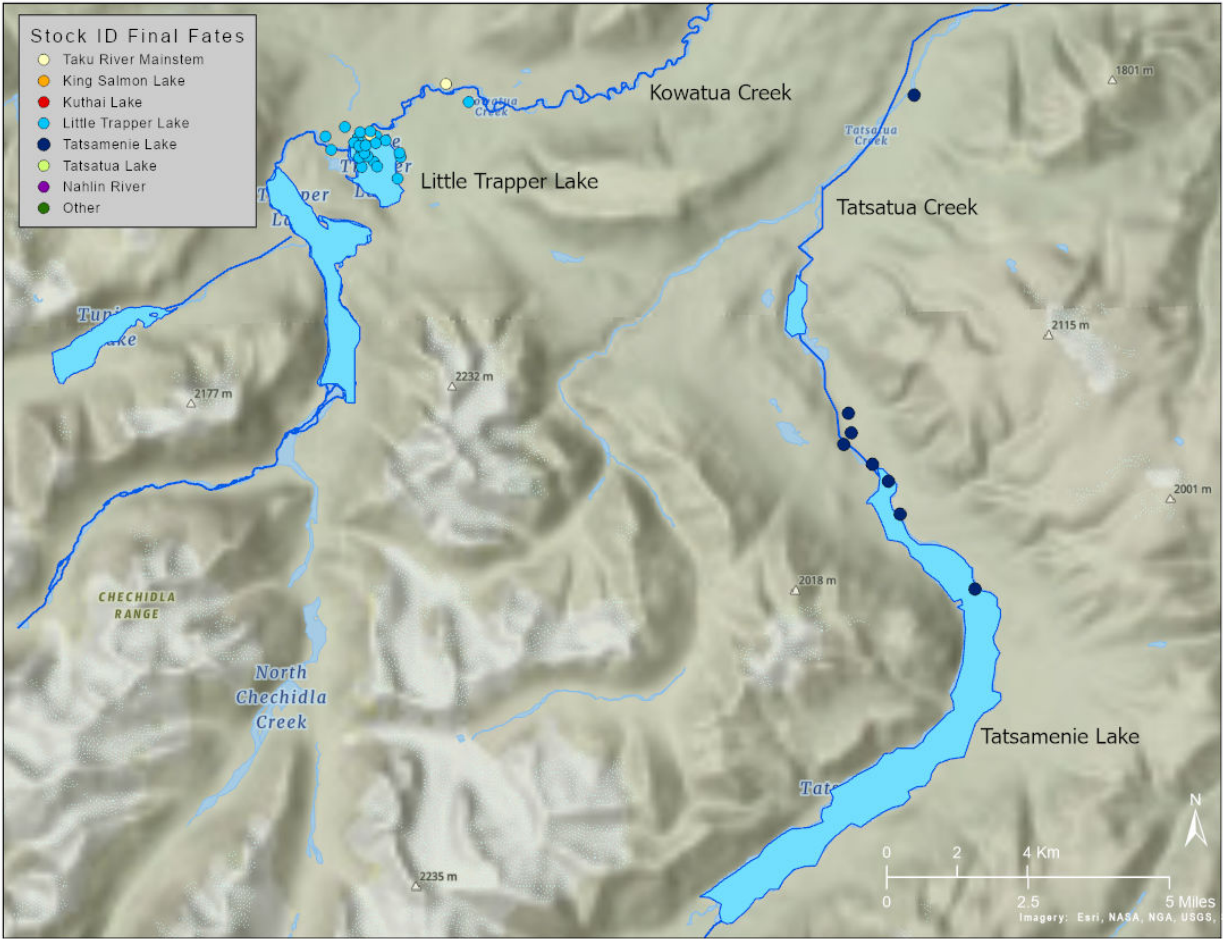 Stock ID Final Fates
Taku River Mainstem
King Salmon Lake
Kuthai Lake
Little Trapper Lake
Tatsamenie Lake
Tatsatua Lake
Nahlin River
Other
1801 m
Kowatua Creek
Creek
Tatsatua
Creek
Little Trapper Lake
Tatsatua Creek
2115 m
2232 m
2177 m
2001 m
CHECHIDLA
RANGE
2018 m
North
Chechidla
Creek
Tatsamenie Lake
2235 m
N
0 2 4 Km
0 2.5 5 Miles
Imagery: Esri, NASA, NGA, USGS,